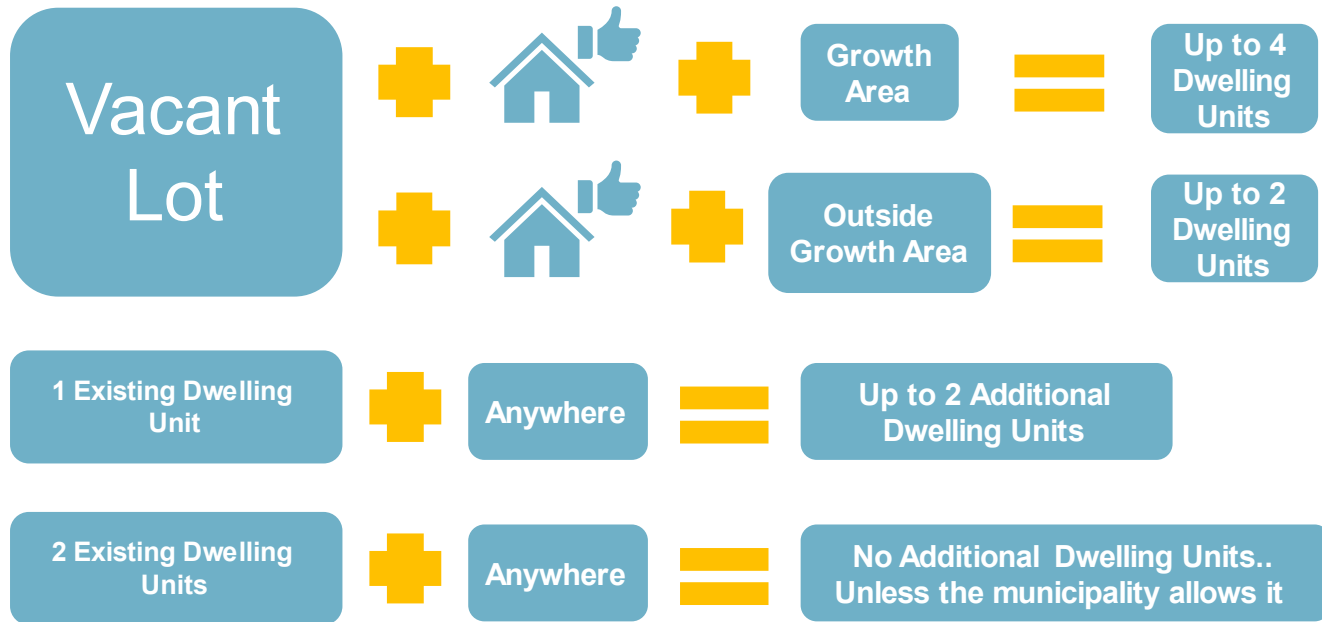 Vacant
Lot
Growth
Area
Up to 4
Dwelling
Units
Outside
Growth Area
Up to 2
Dwelling
Units
1 Existing Dwelling
Unit
Anywhere
Up to 2 Additional
Dwelling Units
2 Existing Dwelling
Units
Anywhere
No Additional Dwelling Units..
Unless the municipality allows it